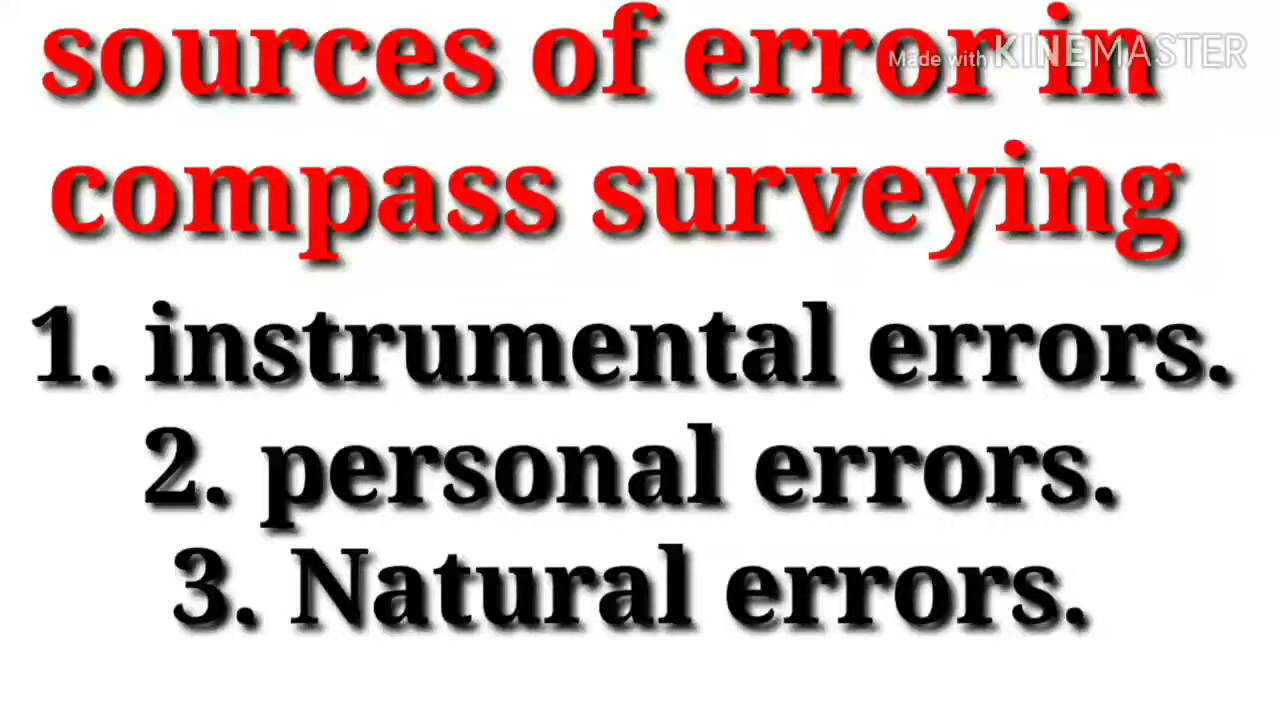 sources of error in
Made with KINEMASTER
compass surveying
1. instrumental errors.
2. personal errors.
3. Natural errors.